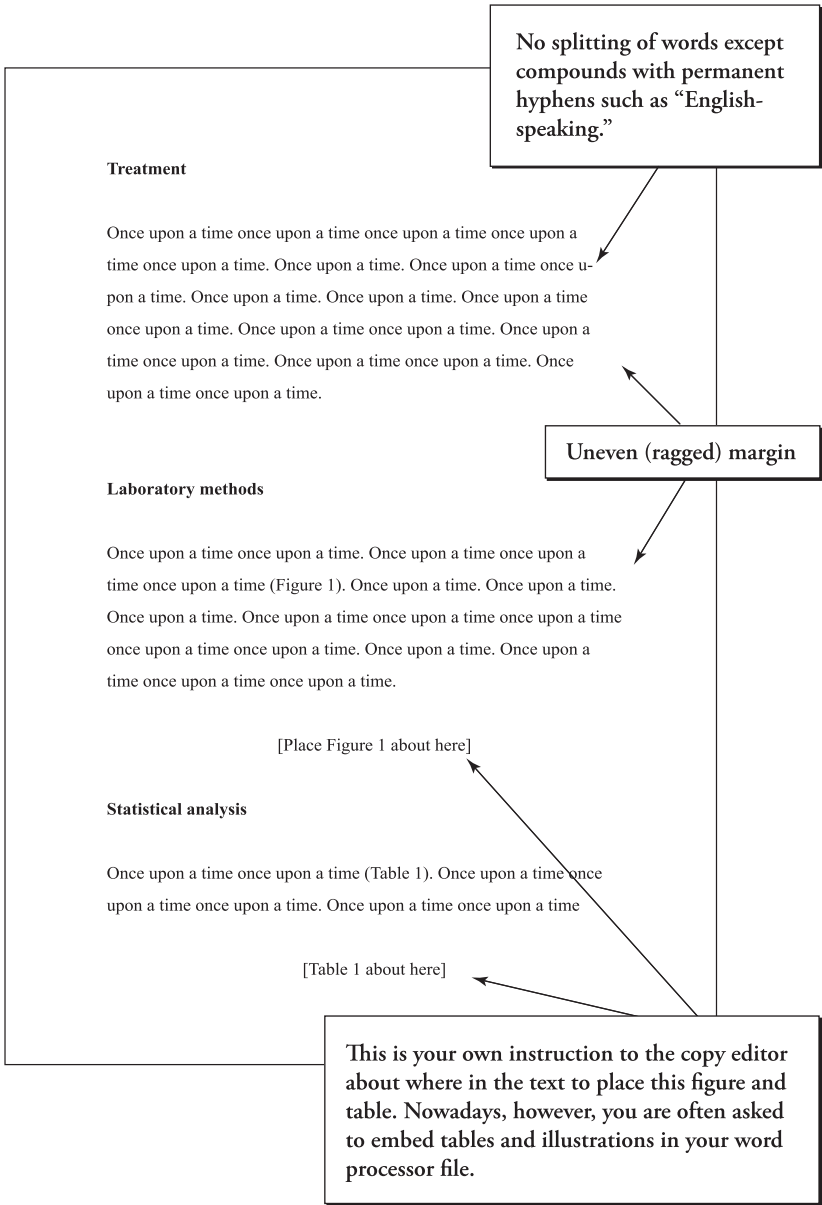 No splitting of words except
compounds with permanent
hyphens such as “English-
speaking.”
Treatment
Once upon a time once upon a time once upon a time once upon a
time once upon a time. Once upon a time. Once upon a time once u-
pon a time. Once upon a time. Once upon a time. Once upon a time
once upon a time. Once upon a time once upon a time. Once upon a
time once upon a time. Once upon a time once upon a time. Once
upon a time once upon a time.
Uneven (ragged) margin
Laboratory methods
Once upon a time once upon a time. Once upon a time once upon a
time once upon a time (Figure 1). Once upon a time. Once upon a time.
Once upon a time. Once upon a time once upon a time once upon a time
once upon a time once upon a time. Once upon a time. Once upon a
time once upon a time once upon a time.
[Place Figure 1 about here]
Statistical analysis
Once upon a time once upon a time (Table 1). Once upon a time once
upon a time once upon a time. Once upon a time once upon a time
[Table 1 about here]
This is your own instruction to the copy editor
about where in the text to place this figure and
table. Nowadays, however, you are often asked
to embed tables and illustrations in your word
processor file.